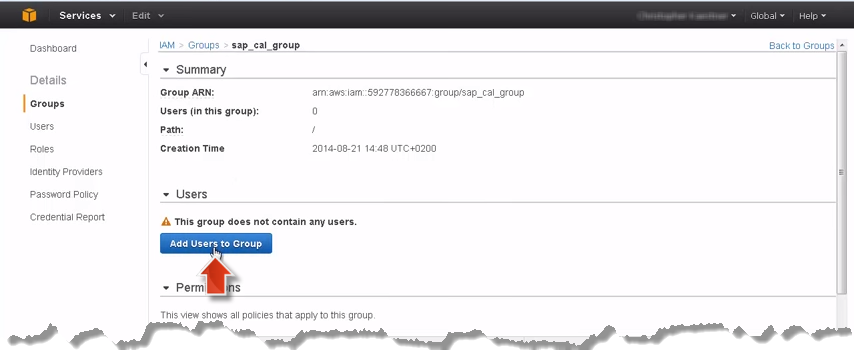 Services Edit Global Help
IAM > Groups > sap_cal_group Back to Groups
Dashboard
Details
Groups
Users
Roles
Identity Providers
Password Policy
Credential Report
Summary
Group ARN: arn:aws:iam::592778366667:group/sap_cal_group
Users (in this group): 0
Path: /
Creation Time 2014-08-21 14:48 UTC+0200
Users
This group does not contain any users.
Add Users to Group
Permissions
This view shows all policies that apply to this group.